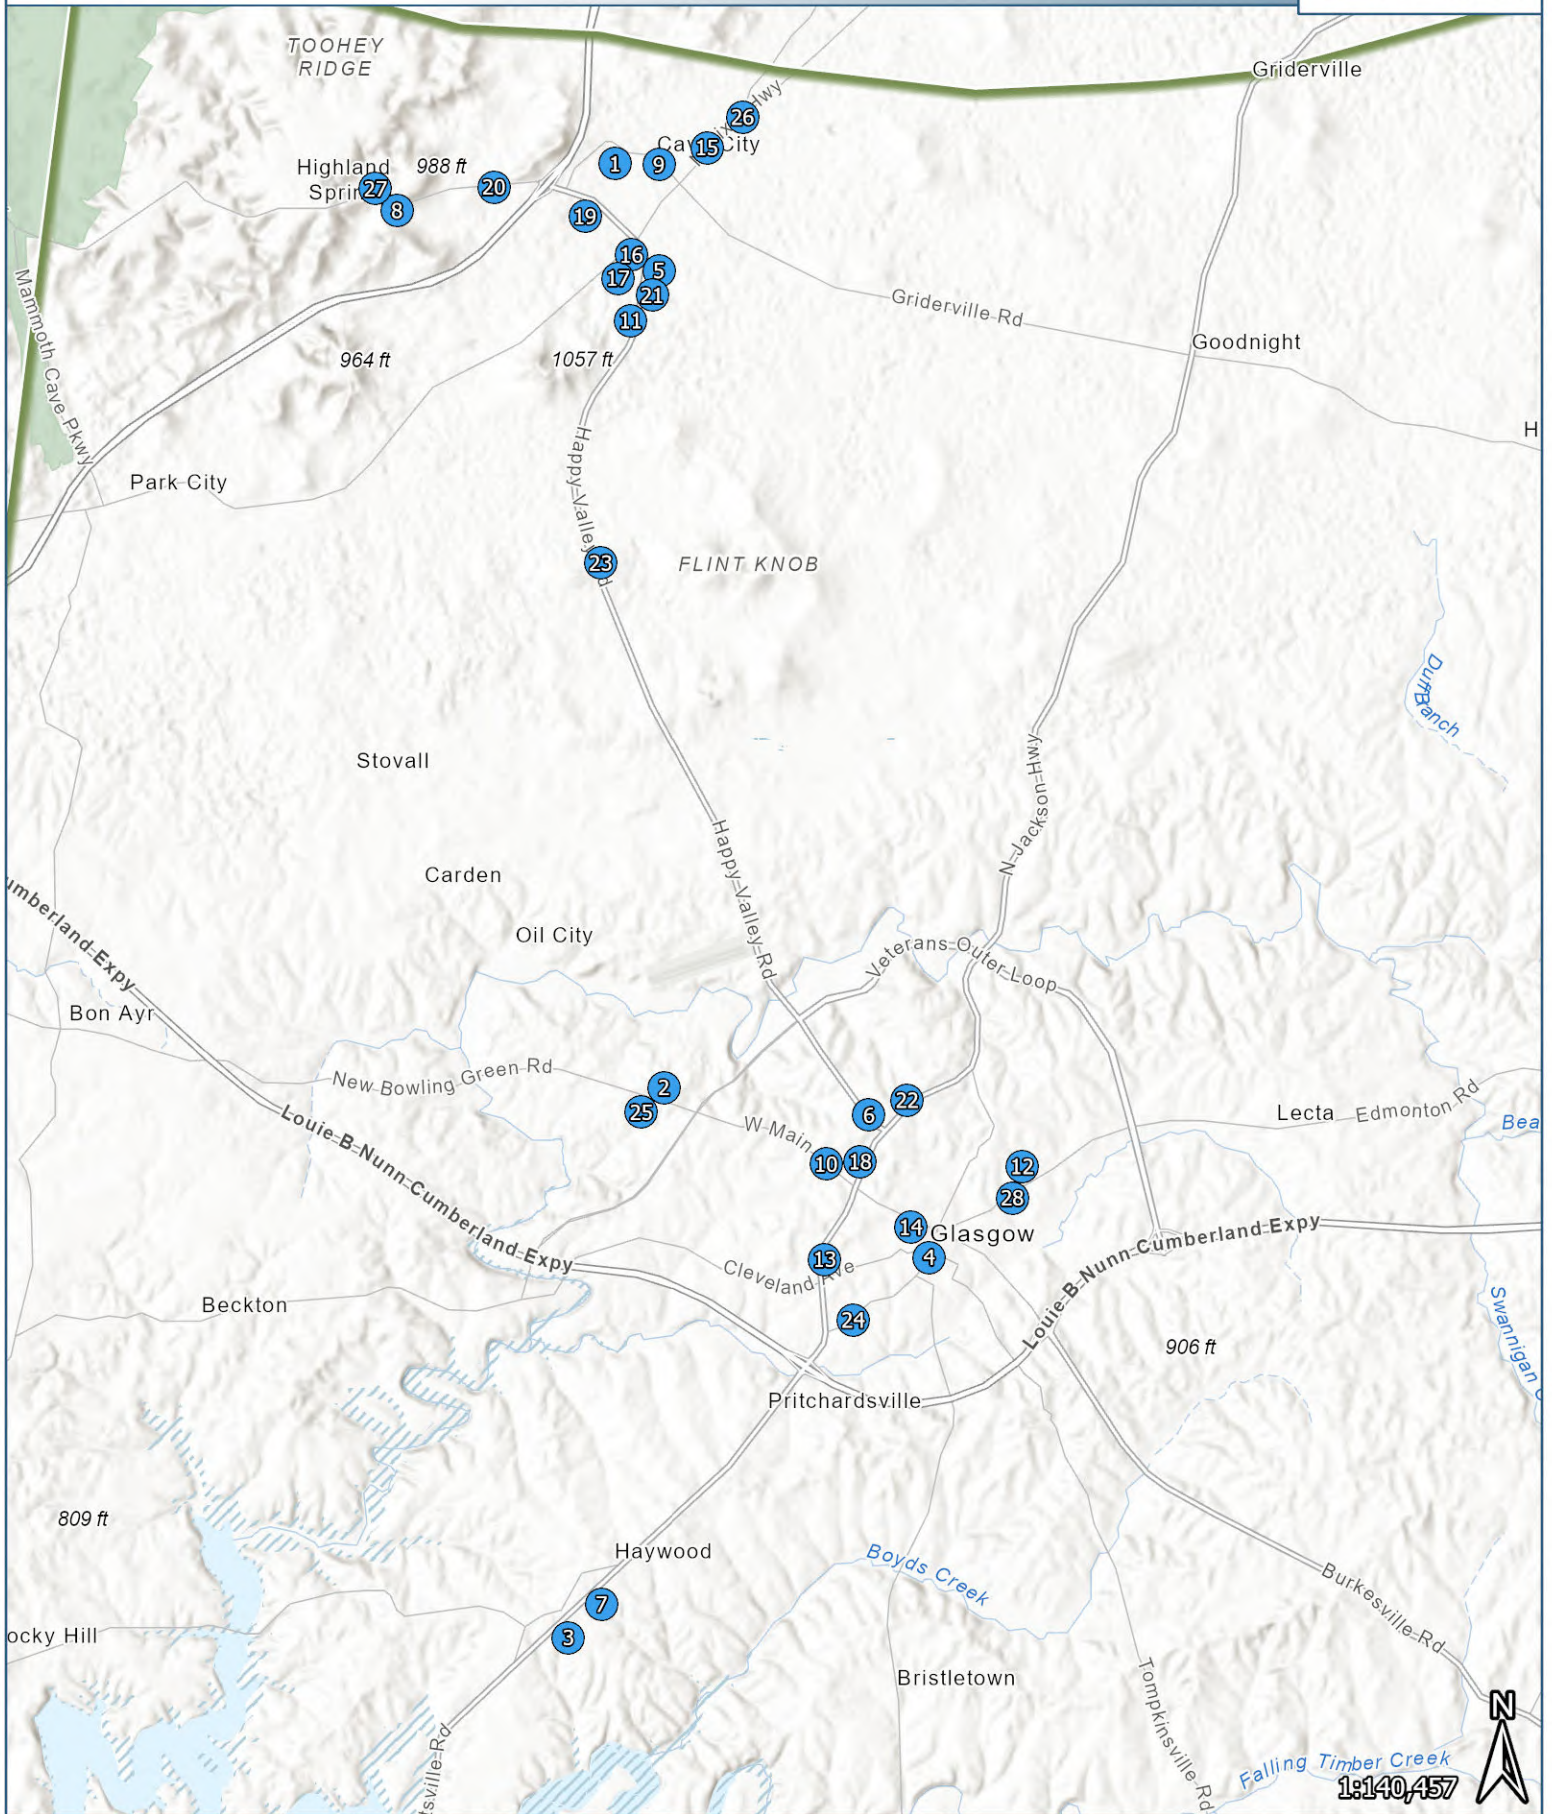 TOOHEY
RIDGE
Griderville
26
Hwy
15
City
1
9
Highland
988 ft
27
20
8
19
16
5
17
21
11
Mammoth Cave Pkwy
Griderville Rd
Goodnight
964 ft
1057 ft
H
Happy Valley Rd
Park City
23
FLINT KNOB
Duff Branch
Stovall
N Jackson Hwy
Happy Valley Rd
Carden
umberland Expy
Oil City
Veterans Outer Loop
Bon Ayr
New Bowling Green Rd
2
25
22
6
Lecta
Edmonton Rd
Bea
Louie B Nunn Cumberland Expy
W Main
10
18
12
28
14
Glasgow
4
13
Cleveland Ave
Louie B Nunn Cumberland Expy
Beckton
24
Swannigan C
906 ft
Pritchardsville
809 ft
Haywood
Boyds Creek
7
3
Burkesville Rd
ocky Hill
Bristletown
Tompkinsville Rd
N
tsville Rd
Falling Timber Creek
1:140,457